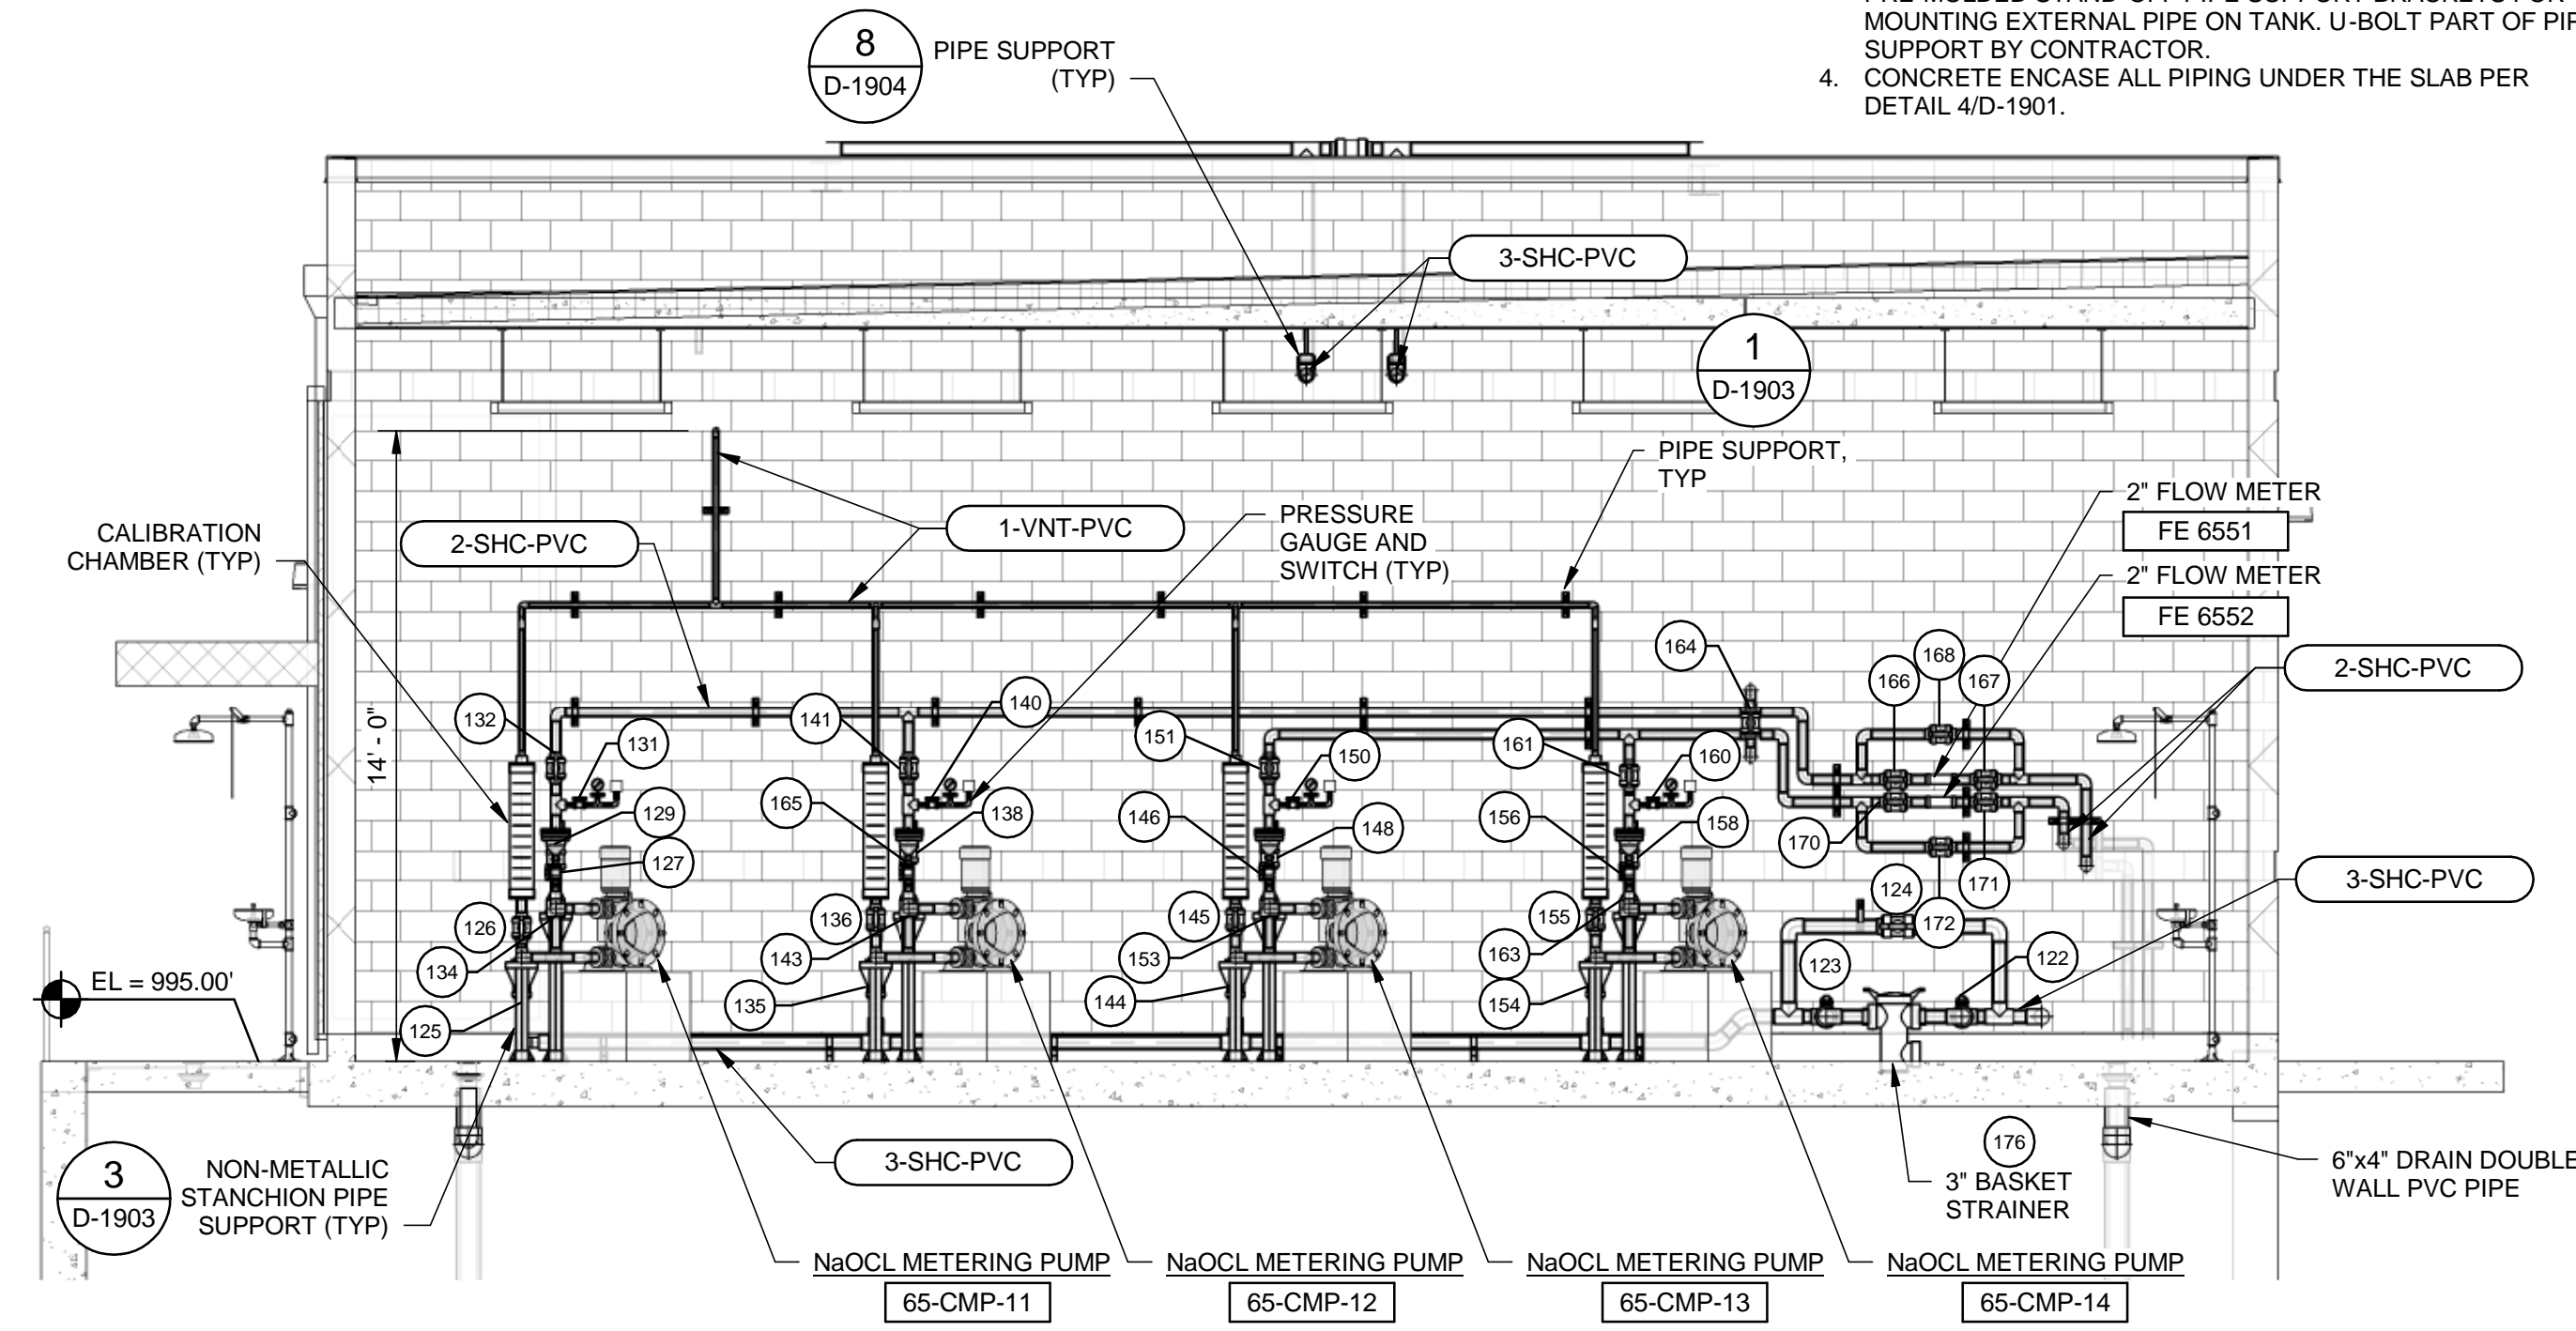 PRE-MOLDED STAND-OFF PIPE SUPPORT BRACKETS FOR
MOUNTING EXTERNAL PIPE ON TANK. U-BOLT PART OF PIP
SUPPORT BY CONTRACTOR.
4. CONCRETE ENCASE ALL PIPING UNDER THE SLAB PER
DETAIL 4/D-1901.
8
D-1904
PIPE SUPPORT
(TYP)
3-SHC-PVC
1
D-1903
PIPE SUPPORT,
TYP
2" FLOW METER
FE 6551
2" FLOW METER
FE 6552
CALIBRATION
CHAMBER (TYP)
2-SHC-PVC
1-VNT-PVC
PRESSURE
GAUGE AND
SWITCH (TYP)
14' - 0"
2-SHC-PVC
3-SHC-PVC
164
168
166
167
132
141
140
131
151
150
161
160
165
129
138
146
148
156
158
170
127
124
171
172
126
136
145
155
134
143
153
163
123
122
125
135
144
154
EL = 995.00'
3
D-1903
NON-METALLIC
STANCHION PIPE
SUPPORT (TYP)
3-SHC-PVC
176
3" BASKET
STRAINER
6"x4" DRAIN DOUBLE
WALL PVC PIPE
NaOCL METERING PUMP
65-CMP-11
NaOCL METERING PUMP
65-CMP-12
NaOCL METERING PUMP
65-CMP-13
NaOCL METERING PUMP
65-CMP-14